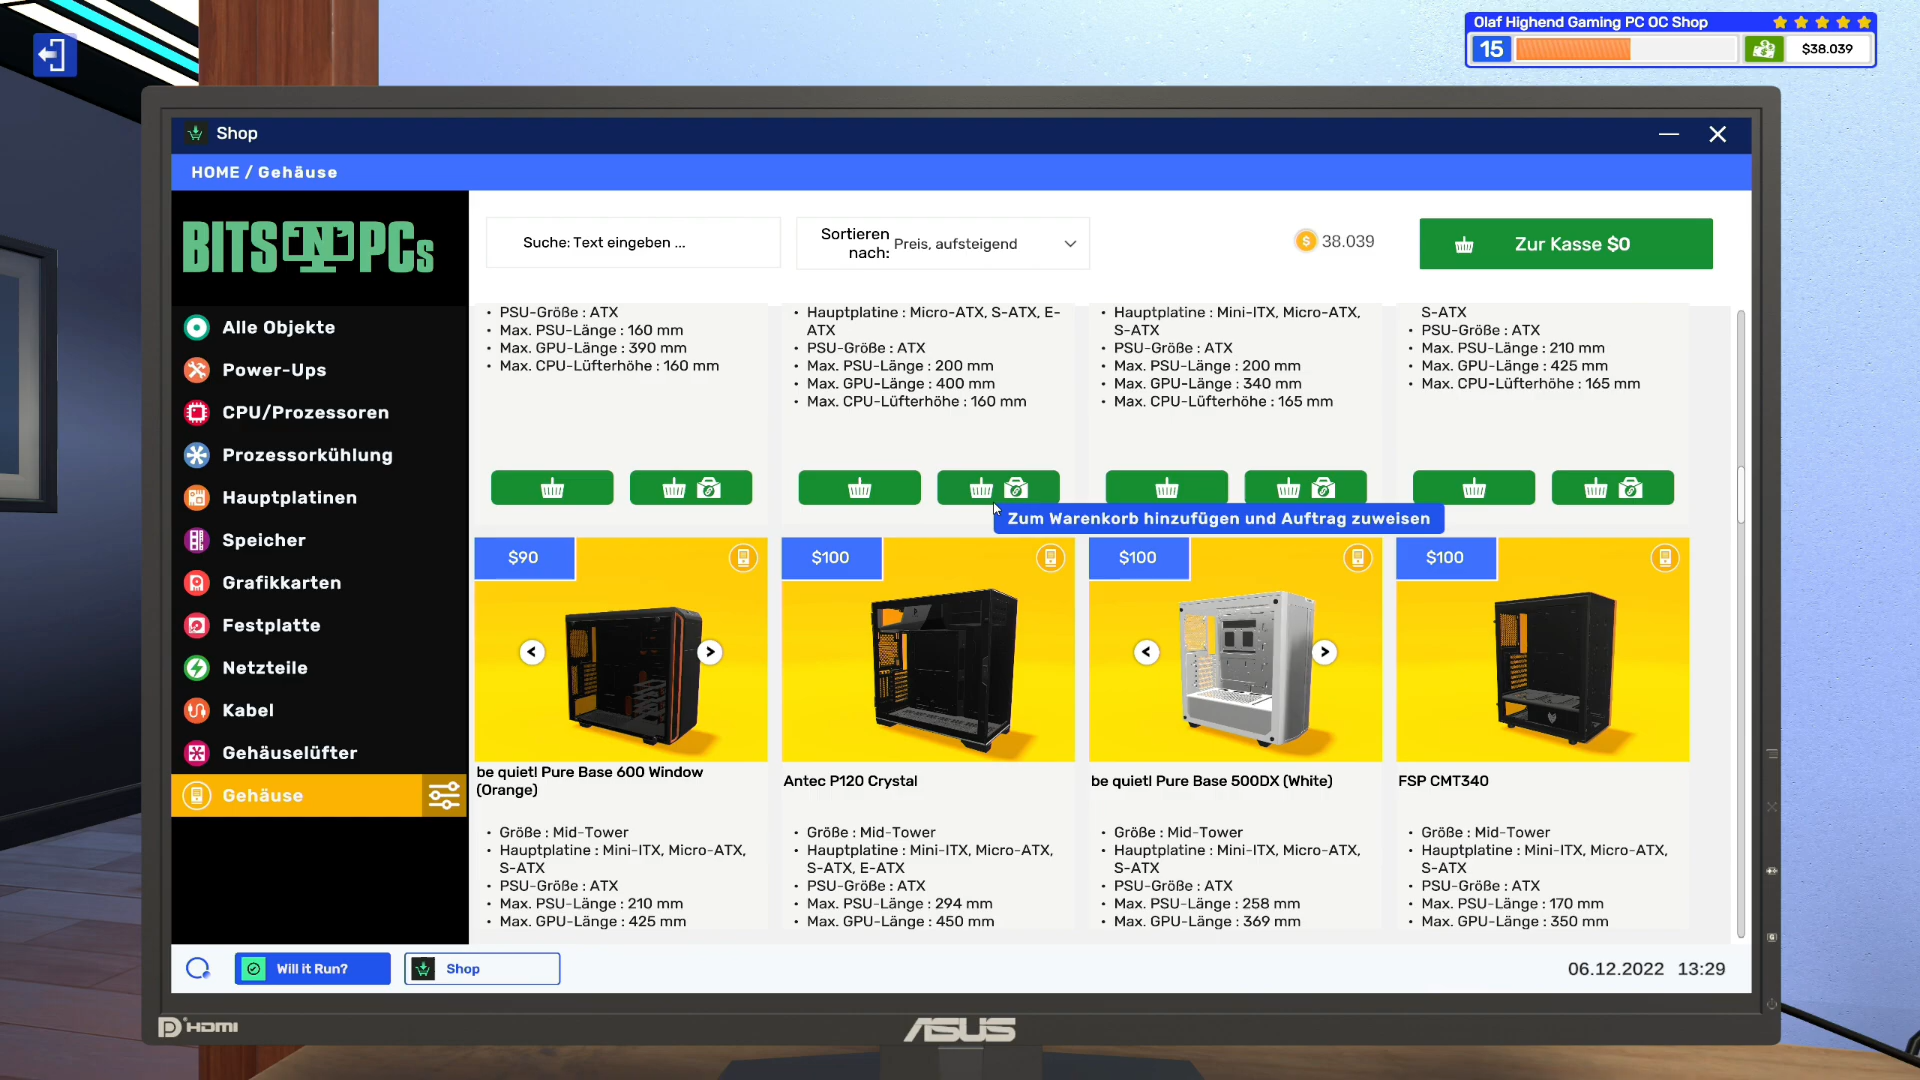 Olaf Highend Gaming PC OC Shop
15
$38.039
Shop
HOME / Gehäuse
BITS N PCs
Suche: Text eingeben ...
Sortieren nach: Preis, aufsteigend
38.039
Zur Kasse $0
Alle Objekte
Power-Ups
CPU/Prozessoren
Prozessorkühlung
Hauptplatinen
Speicher
Grafikkarten
Festplatte
Netzteile
Kabel
Gehäuselüfter
Gehäuse
• PSU-Größe : ATX
• Max. PSU-Länge : 160 mm
• Max. GPU-Länge : 390 mm
• Max. CPU-Lüfterhöhe : 160 mm
• Hauptplatine : Micro-ATX, S-ATX, E-
ATX
• PSU-Größe : ATX
• Max. PSU-Länge : 200 mm
• Max. GPU-Länge : 400 mm
• Max. CPU-Lüfterhöhe : 160 mm
• Hauptplatine : Mini-ITX, Micro-ATX,
S-ATX
• PSU-Größe : ATX
• Max. PSU-Länge : 200 mm
• Max. GPU-Länge : 340 mm
• Max. CPU-Lüfterhöhe : 165 mm
S-ATX
• PSU-Größe : ATX
• Max. PSU-Länge : 210 mm
• Max. GPU-Länge : 425 mm
• Max. CPU-Lüfterhöhe : 165 mm
Zum Warenkorb hinzufügen und Auftrag zuweisen
$90
be quiet! Pure Base 600 Window
(Orange)
• Größe : Mid-Tower
• Hauptplatine : Mini-ITX, Micro-ATX,
S-ATX
• PSU-Größe : ATX
• Max. PSU-Länge : 210 mm
• Max. GPU-Länge : 425 mm
$100
Antec P120 Crystal
• Größe : Mid-Tower
• Hauptplatine : Mini-ITX, Micro-ATX,
S-ATX, E-ATX
• PSU-Größe : ATX
• Max. PSU-Länge : 294 mm
• Max. GPU-Länge : 450 mm
$100
be quiet! Pure Base 500DX (White)
• Größe : Mid-Tower
• Hauptplatine : Mini-ITX, Micro-ATX,
S-ATX
• PSU-Größe : ATX
• Max. PSU-Länge : 258 mm
• Max. GPU-Länge : 369 mm
$100
FSP CMT340
• Größe : Mid-Tower
• Hauptplatine : Mini-ITX, Micro-ATX,
S-ATX
• PSU-Größe : ATX
• Max. PSU-Länge : 170 mm
• Max. GPU-Länge : 350 mm
Will it Run?
Shop
06.12.2022 13:29
HDMI
ASUS